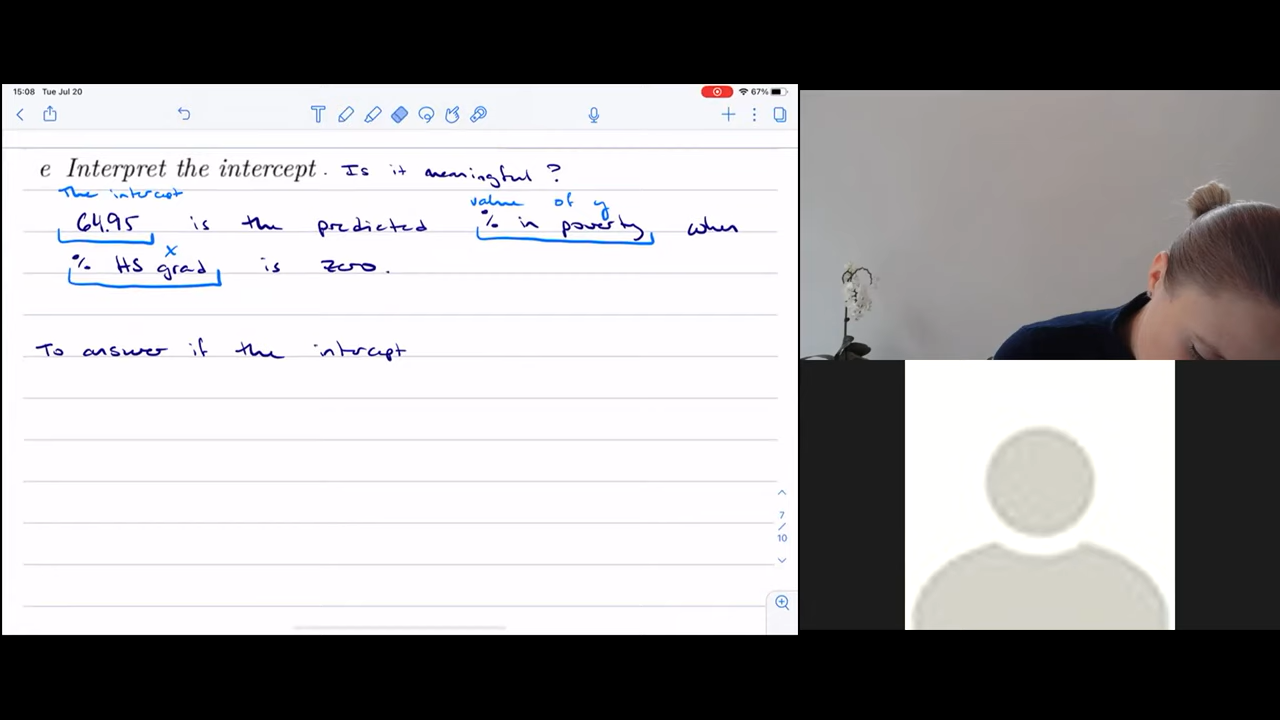 15:08 Tue Jul 20
67%
e Interpret the intercept. Is it meaningful?
The intercept
value of y
64.95 is the predicted % in poverty when
x
% HS grad is zero.
To answer if the intercept
7
/
10